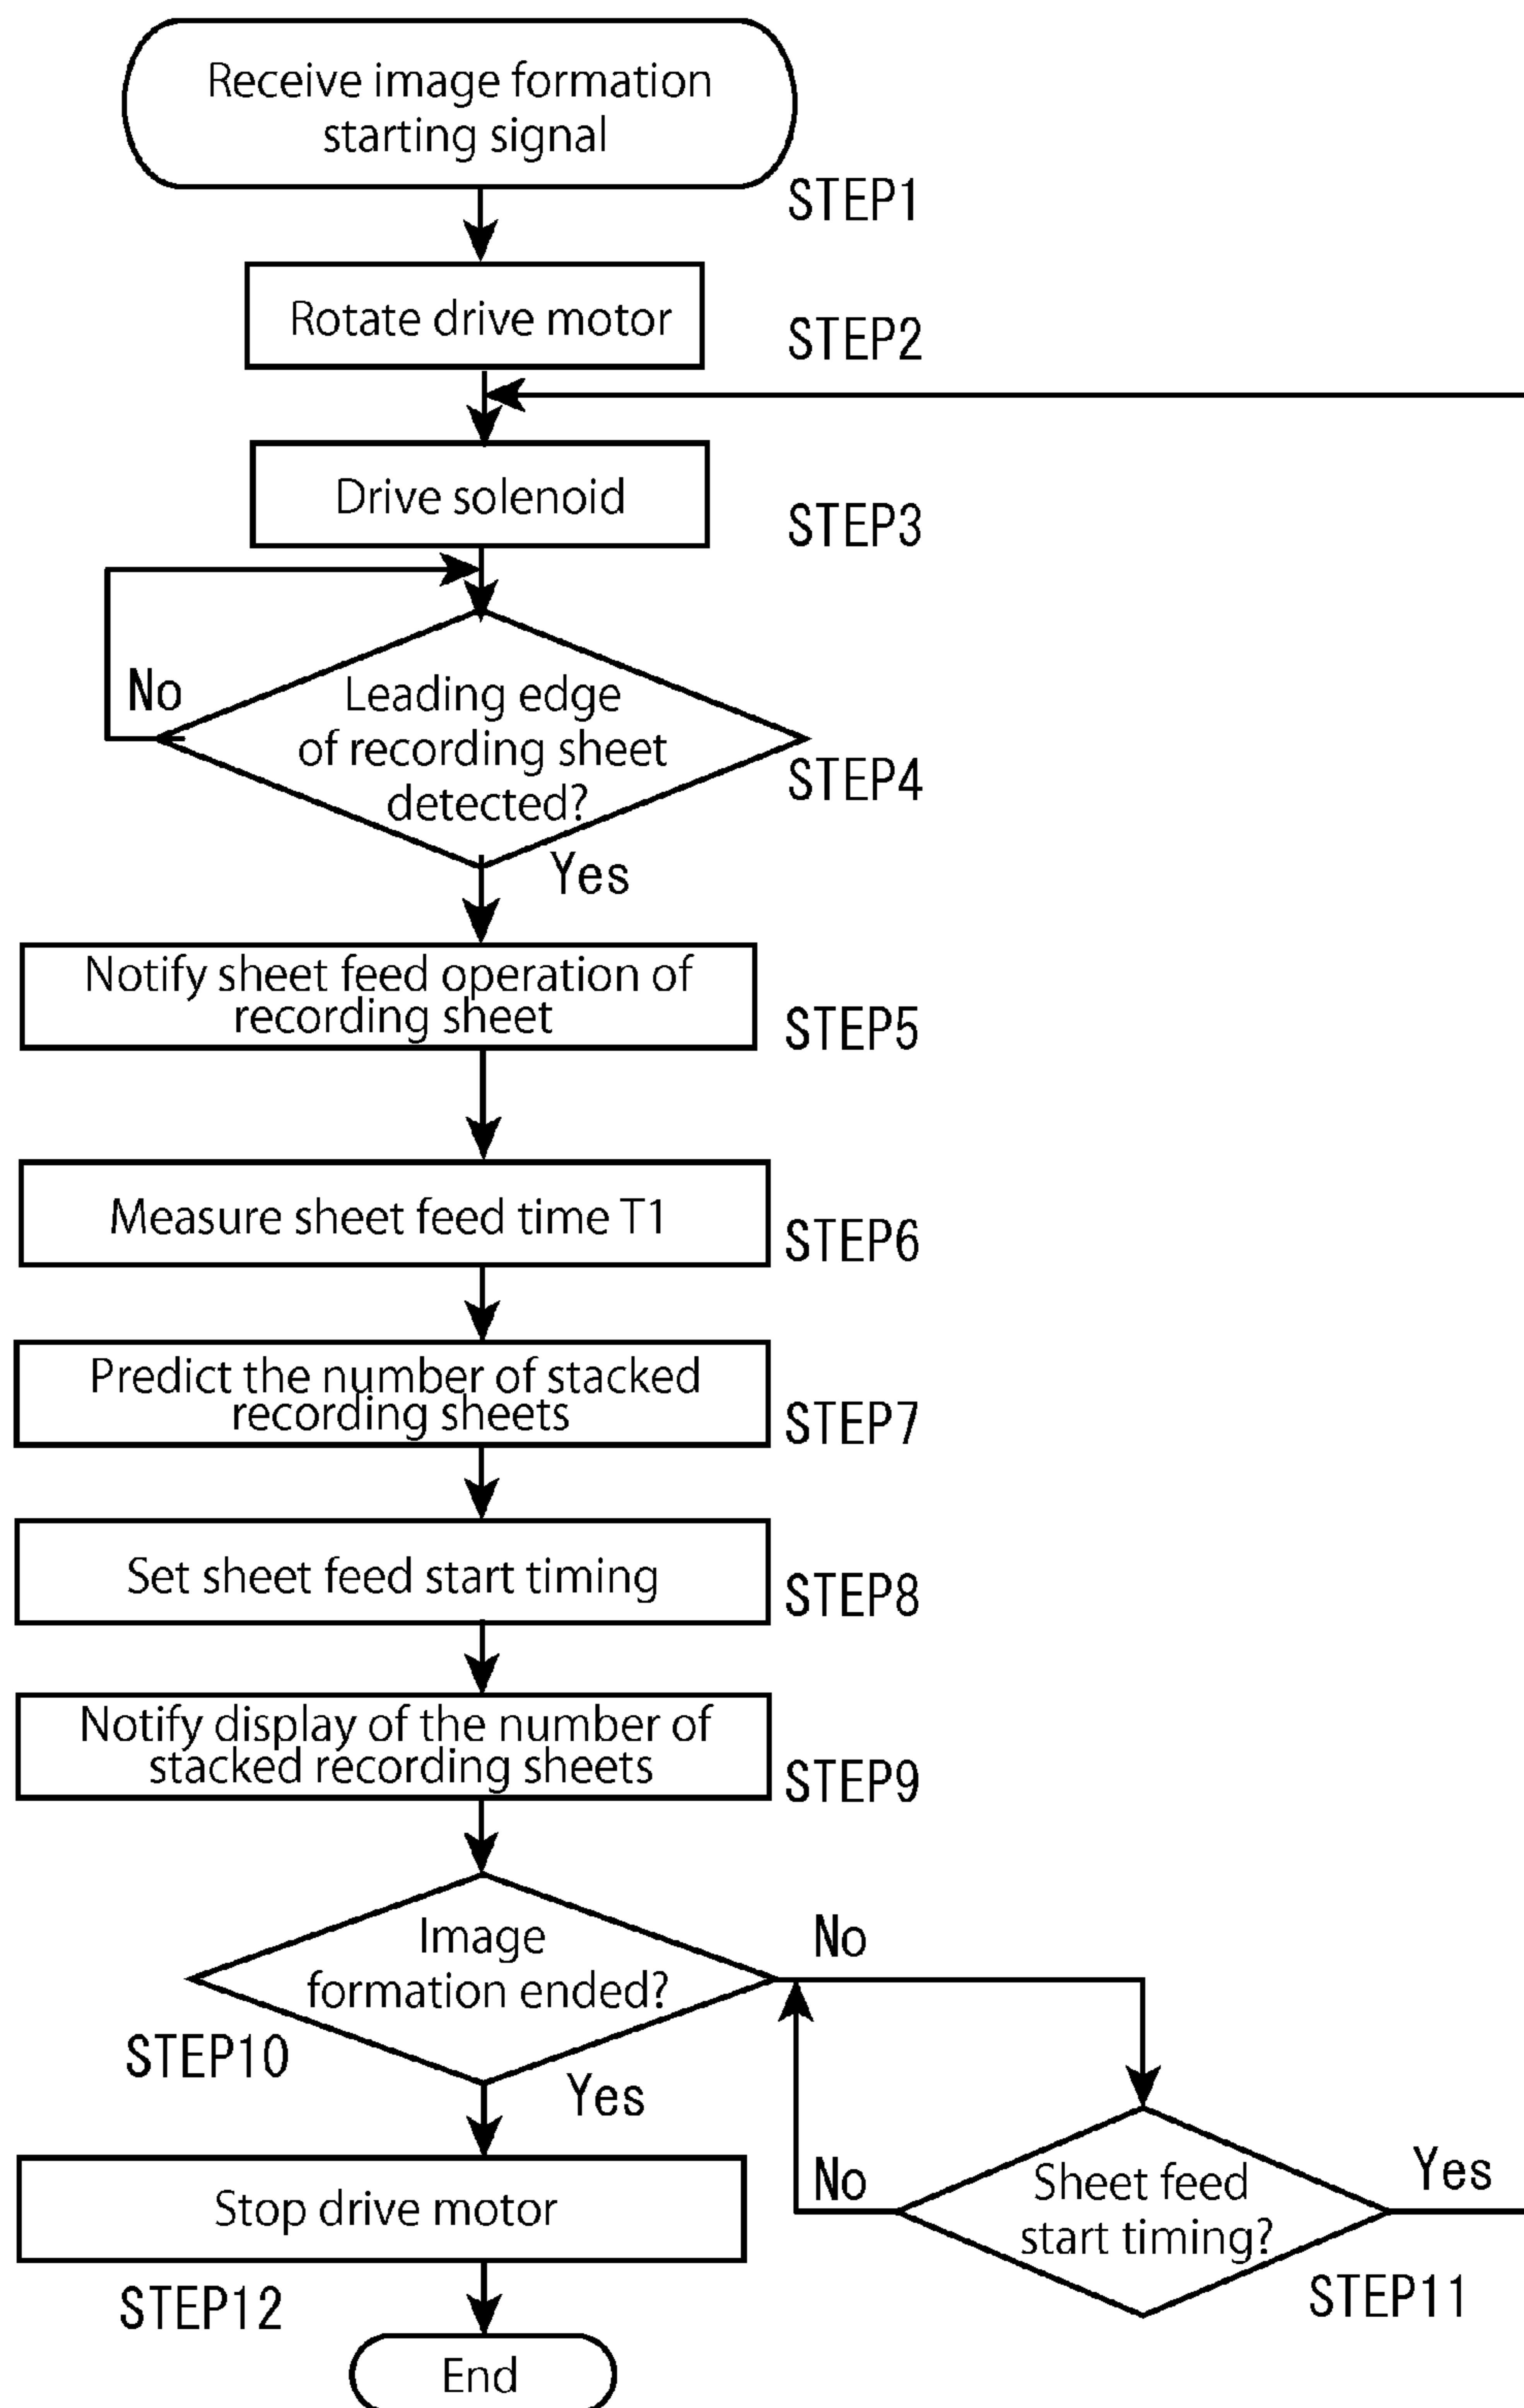 Receive image formation
starting signal
STEP1
Rotate drive motor
STEP2
Drive solenoid
STEP3
No
Leading edge
of recording sheet
detected?
STEP4
Yes
Notify sheet feed operation of
recording sheet
STEP5
Measure sheet feed time T1
STEP6
Predict the number of stacked
recording sheets
STEP7
Set sheet feed start timing
STEP8
Notify display of the number of
stacked recording sheets
STEP9
Image
formation ended?
No
STEP10
Yes
Sheet feed
start timing?
No
Yes
STEP11
Stop drive motor
STEP12
End